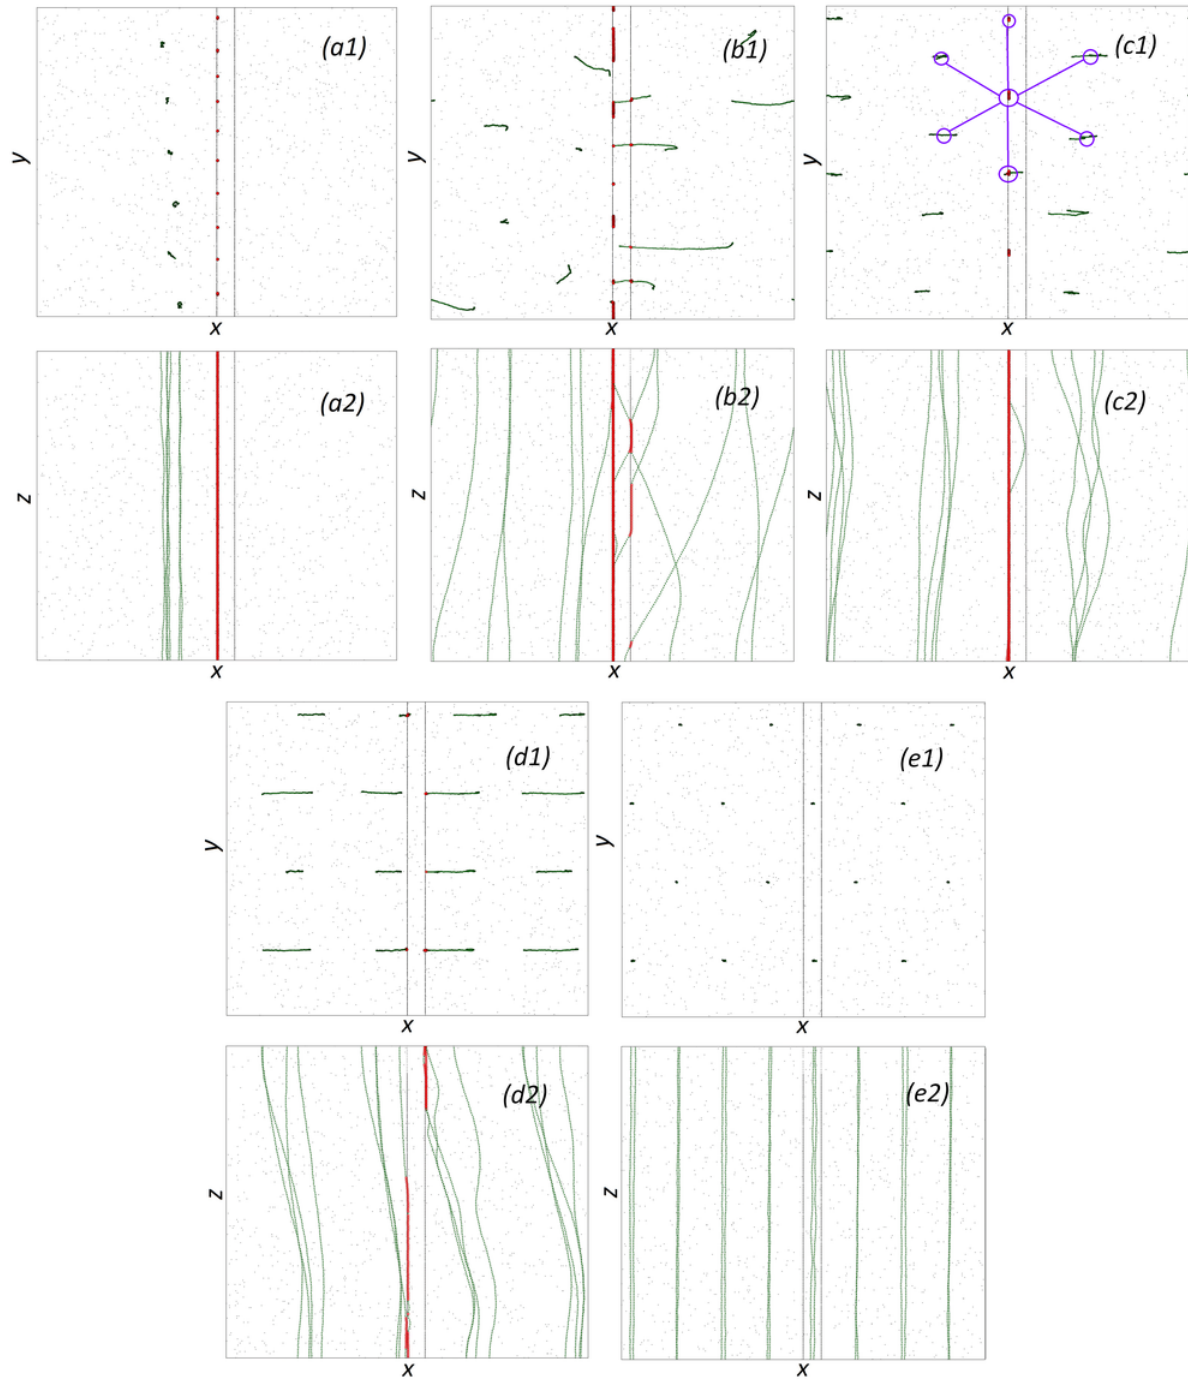 (a1)
(b1)
(c1)
y
y
y
x
x
x
(a2)
(b2)
(c2)
z
z
z
x
x
x
(d1)
(e1)
y
y
x
x
(d2)
(e2)
z
z
x
x